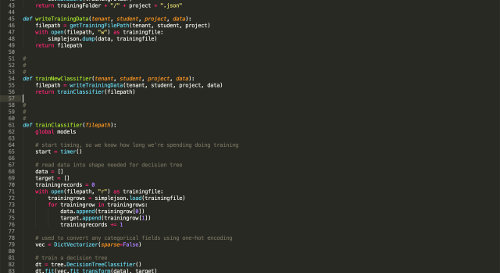 43 return trainingFolder + "/" + project + ".json"
44
45 def writeTrainingData(tenant, student, project, data):
46 filepath = getTrainingFilePath(tenant, student, project)
47 with open(filepath, "w") as trainingfile:
48 simplejson.dump(data, trainingfile)
49 return filepath
50
51 #
52 #
53 #
54 def trainNewClassifier(tenant, student, project, data):
55 filepath = writeTrainingData(tenant, student, project, data)
56 return trainClassifier(filepath)
57
58 #
59 #
60 #
61 def trainClassifier(filepath):
62 global models
63
64 # start timing, so we know how long we're spending doing training
65 start = timer()
66
67 # read data into shape needed for decision tree
68 data = []
69 target = []
70 trainingrecords = 0
71 with open(filepath, "r") as trainingfile:
72 trainingrows = simplejson.load(trainingfile)
73 for trainingrow in trainingrows:
74 data.append(trainingrow[0])
75 target.append(trainingrow[1])
76 trainingrecords += 1
77
78 # used to convert any categorical fields using one-hot encoding
79 vec = DictVectorizer(sparse=False)
80
81 # train a decision tree
82 dt = tree.DecisionTreeClassifier()
83 dt.fit(vec.fit_transform(data), target)